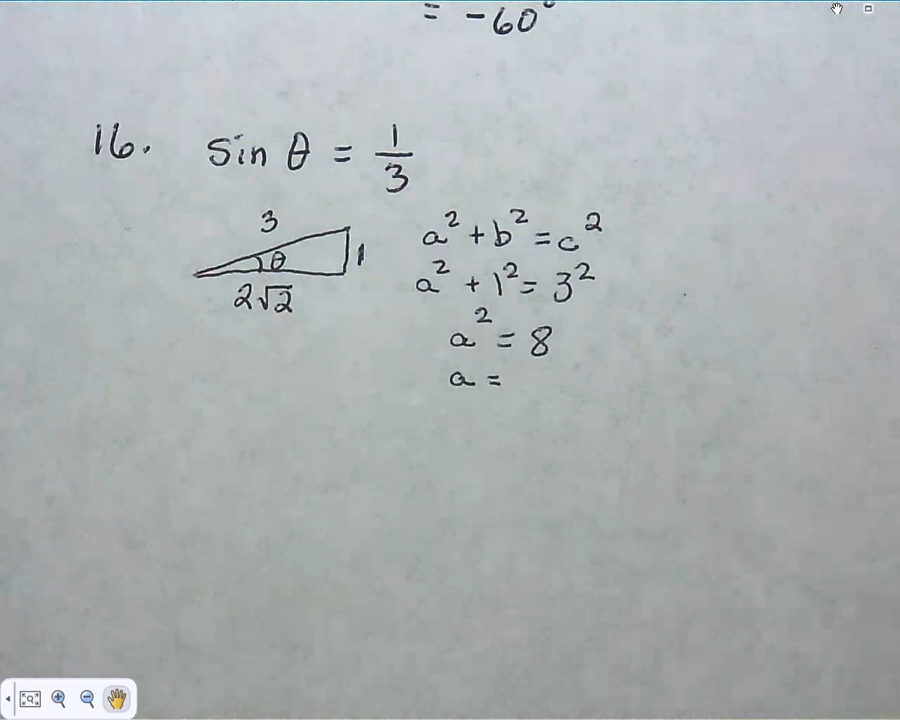 = -60°
16. sin θ = 1/3
3
θ
1
2√2
a² + b² = c²
a² + 1² = 3²
a² = 8
a =